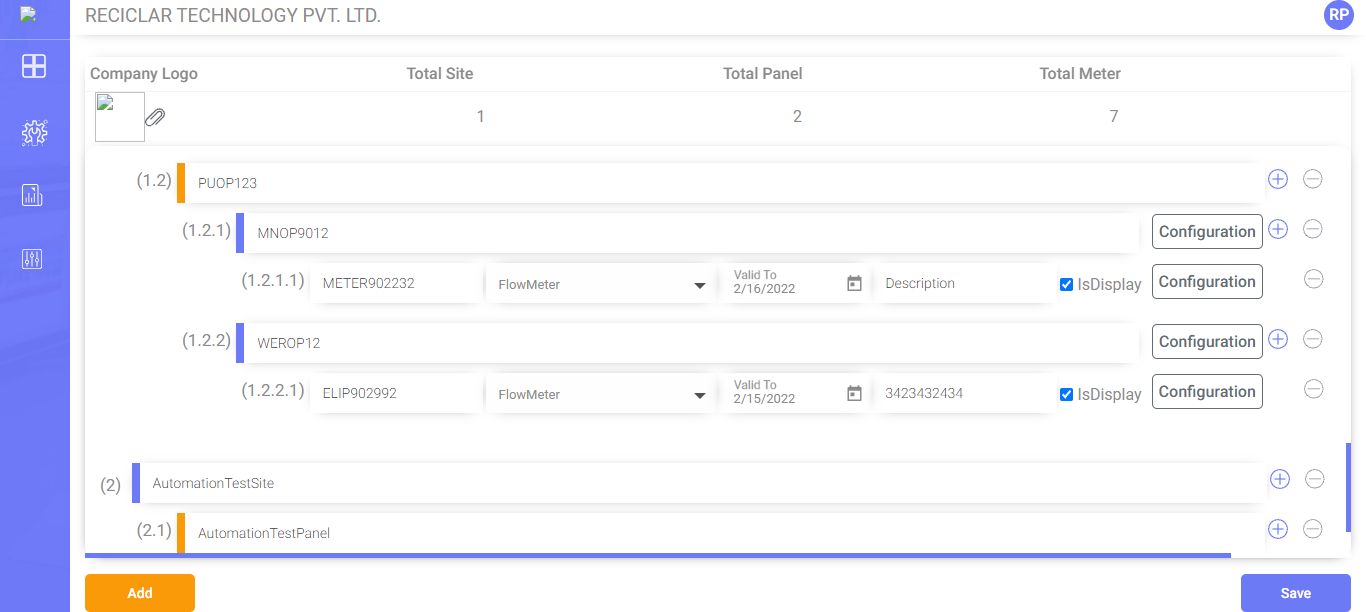 RECICLAR TECHNOLOGY PVT. LTD.
RP
Company Logo Total Site Total Panel Total Meter
1 2 7
(1.2) PUOP123
(1.2.1) MNOP9012 Configuration
(1.2.1.1) METER902232 FlowMeter Valid To 2/16/2022 Description IsDisplay Configuration
(1.2.2) WEROP12 Configuration
(1.2.2.1) ELIP902992 FlowMeter Valid To 2/15/2022 3423432434 IsDisplay Configuration
(2) AutomationTestSite
(2.1) AutomationTestPanel
Add Save